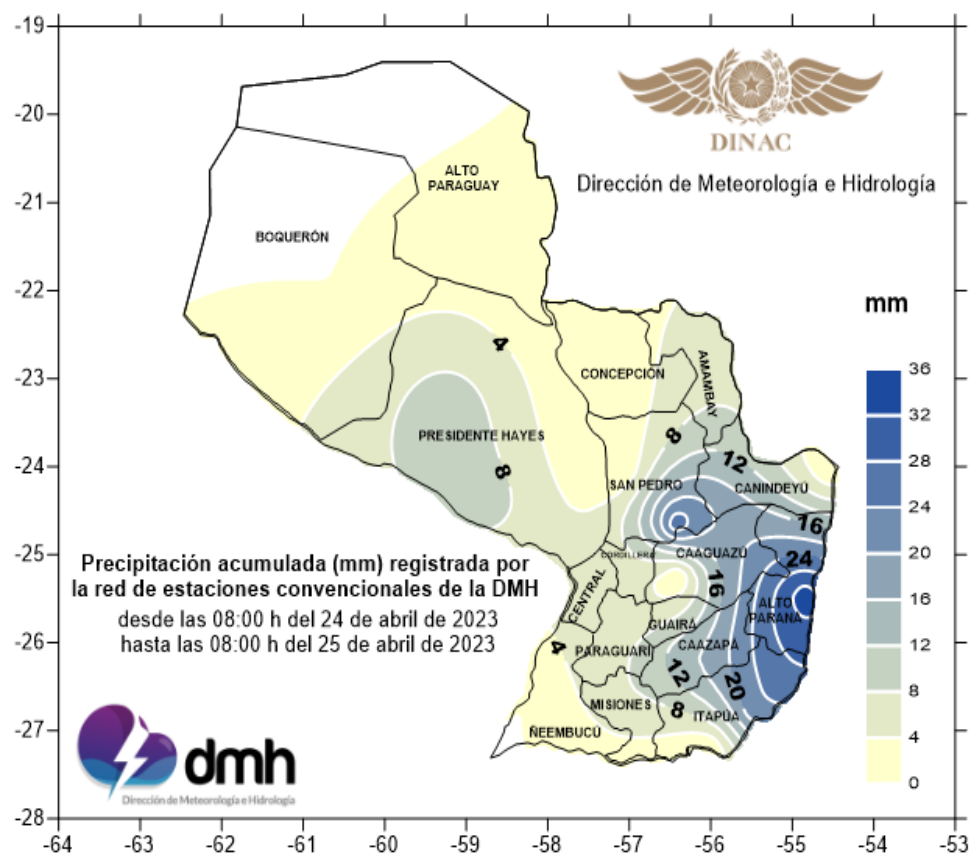 -19
-20
-21
-22
-23
-24
-25
-26
-27
-28
-64
-63
-62
-61
-60
-59
-58
-57
-56
-55
-54
-53
DINAC
Dirección de Meteorología e Hidrología
ALTO
PARAGUAY
BOQUERÓN
4
CONCEPCIÓN
AMAMBAY
PRESIDENTE HAYES
8
8
12
SAN PEDRO
CANINDEYÚ
16
CORDILLERA
CAAGUAZÚ
24
CENTRAL
16
ALTO
PARANÁ
GUAIRÁ
4
PARAGUARÍ
CAAZAPÁ
12
20
MISIONES
8
ITAPÚA
ÑEEMBUCÚ
mm
36
32
28
24
20
16
12
8
4
0
Precipitación acumulada (mm) registrada por
la red de estaciones convencionales de la DMH
desde las 08:00 h del 24 de abril de 2023
hasta las 08:00 h del 25 de abril de 2023
dmh
Dirección de Meteorología e Hidrología